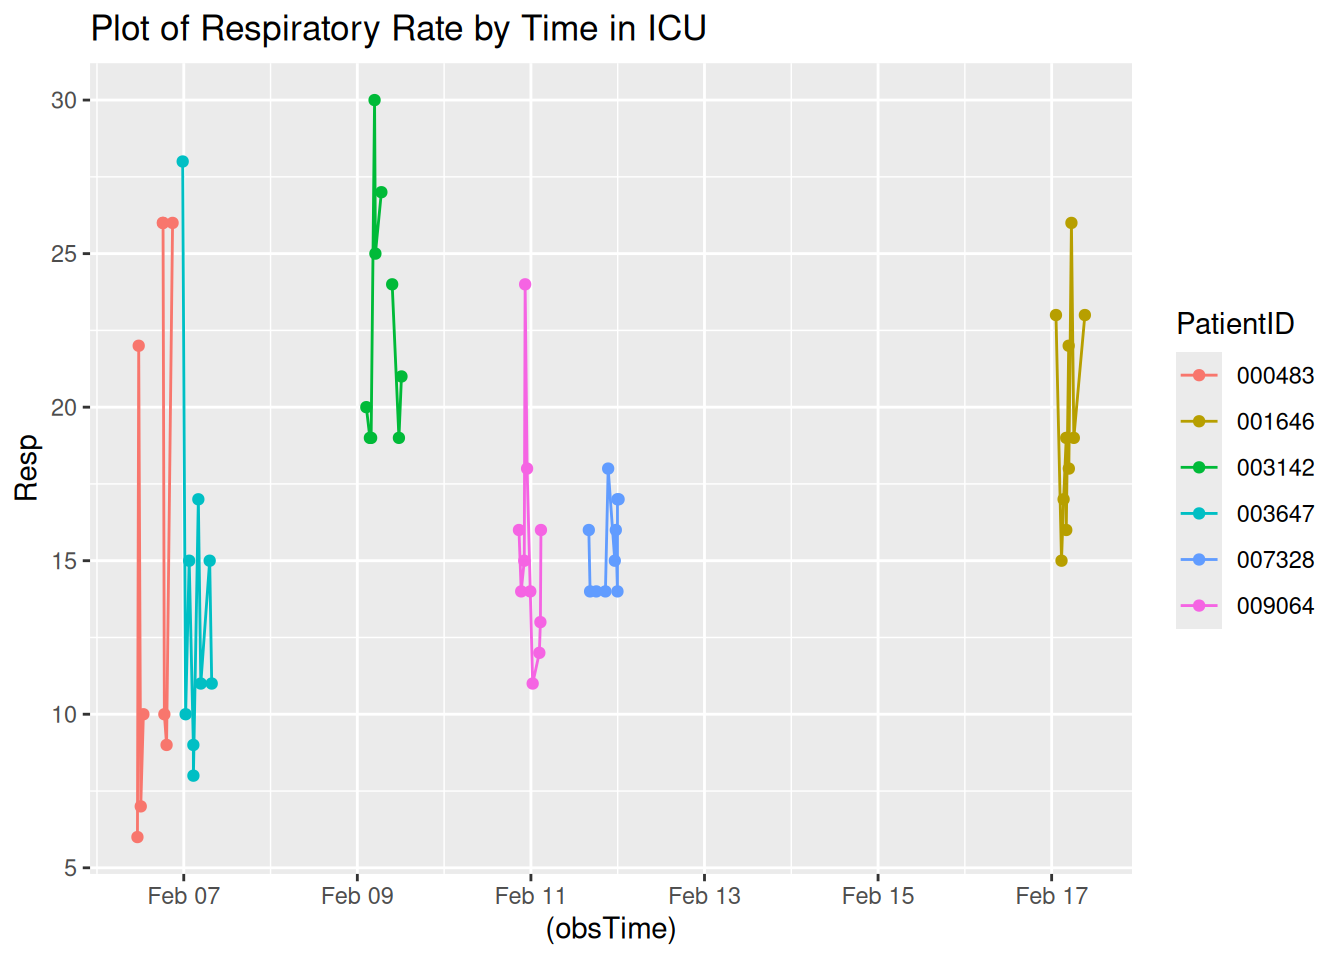 Plot of Respiratory Rate by Time in ICU
30
25
20
15
10
5
Resp
Feb 07 Feb 09 Feb 11 Feb 13 Feb 15 Feb 17
(obsTime)
PatientID
000483
001646
003142
003647
007328
009064